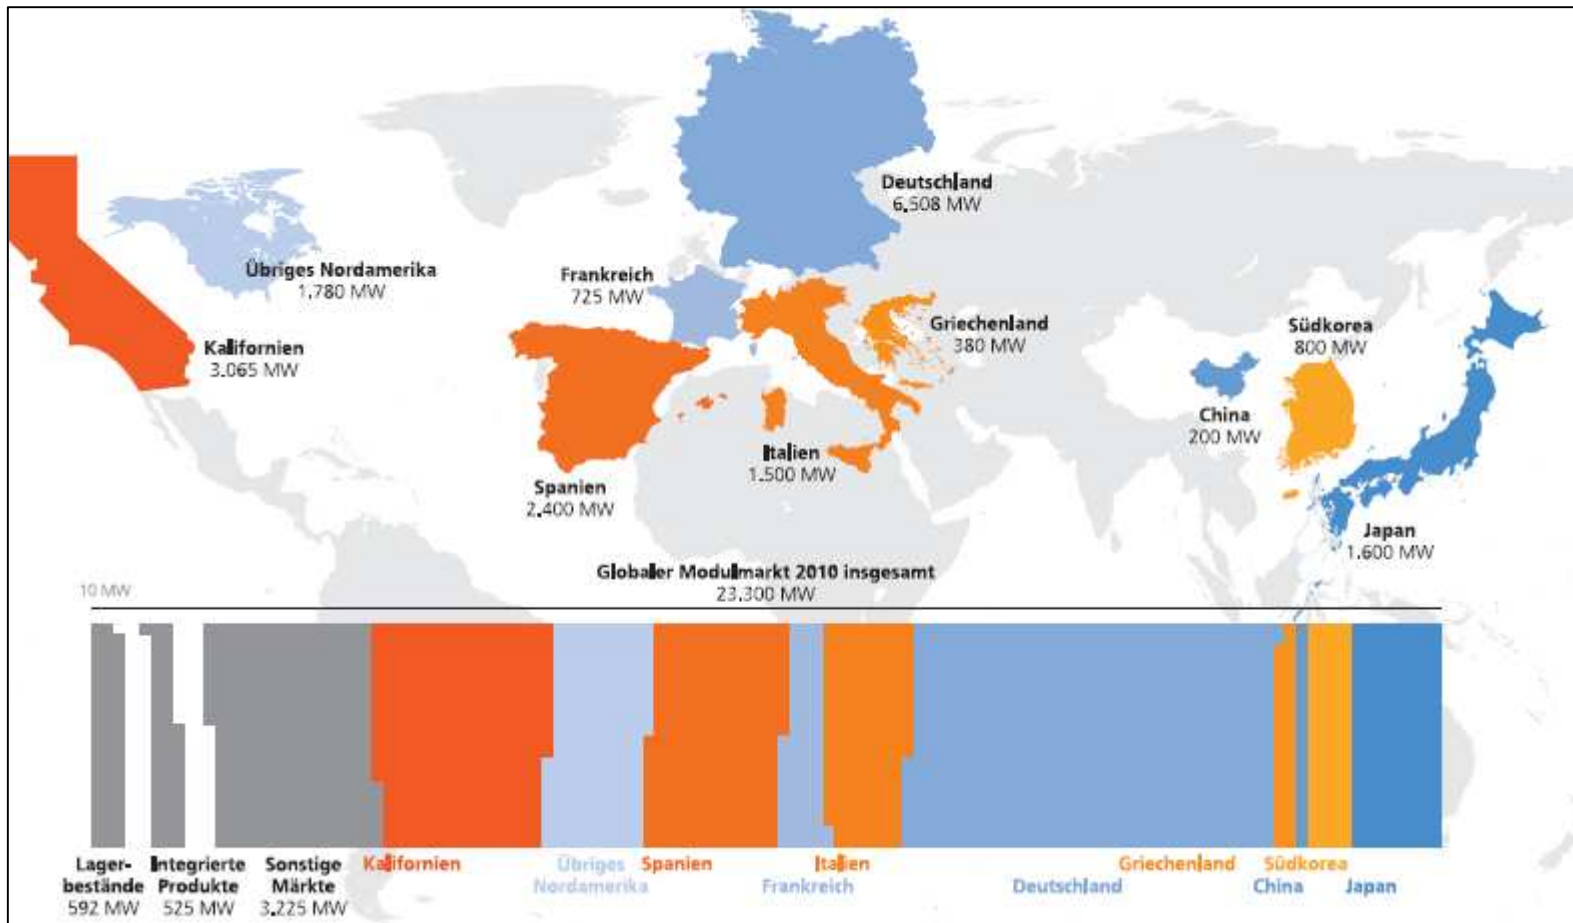 Deutschland
6.508 MW
Übriges Nordamerika
1.780 MW
Frankreich
725 MW
Griechenland
380 MW
Südkorea
800 MW
Kalifornien
3.065 MW
China
200 MW
Italien
1.500 MW
Spanien
2.400 MW
Japan
1.600 MW
Globaler Modulmarkt 2010 insgesamt
23.300 MW
10 MW
Lager-
bestände
592 MW
Integrierte
Produkte
525 MW
Sonstige
Märkte
3.225 MW
Kalifornien
Übriges
Nordamerika
Spanien
Frankreich
Italien
Deutschland
Griechenland
China
Südkorea
Japan